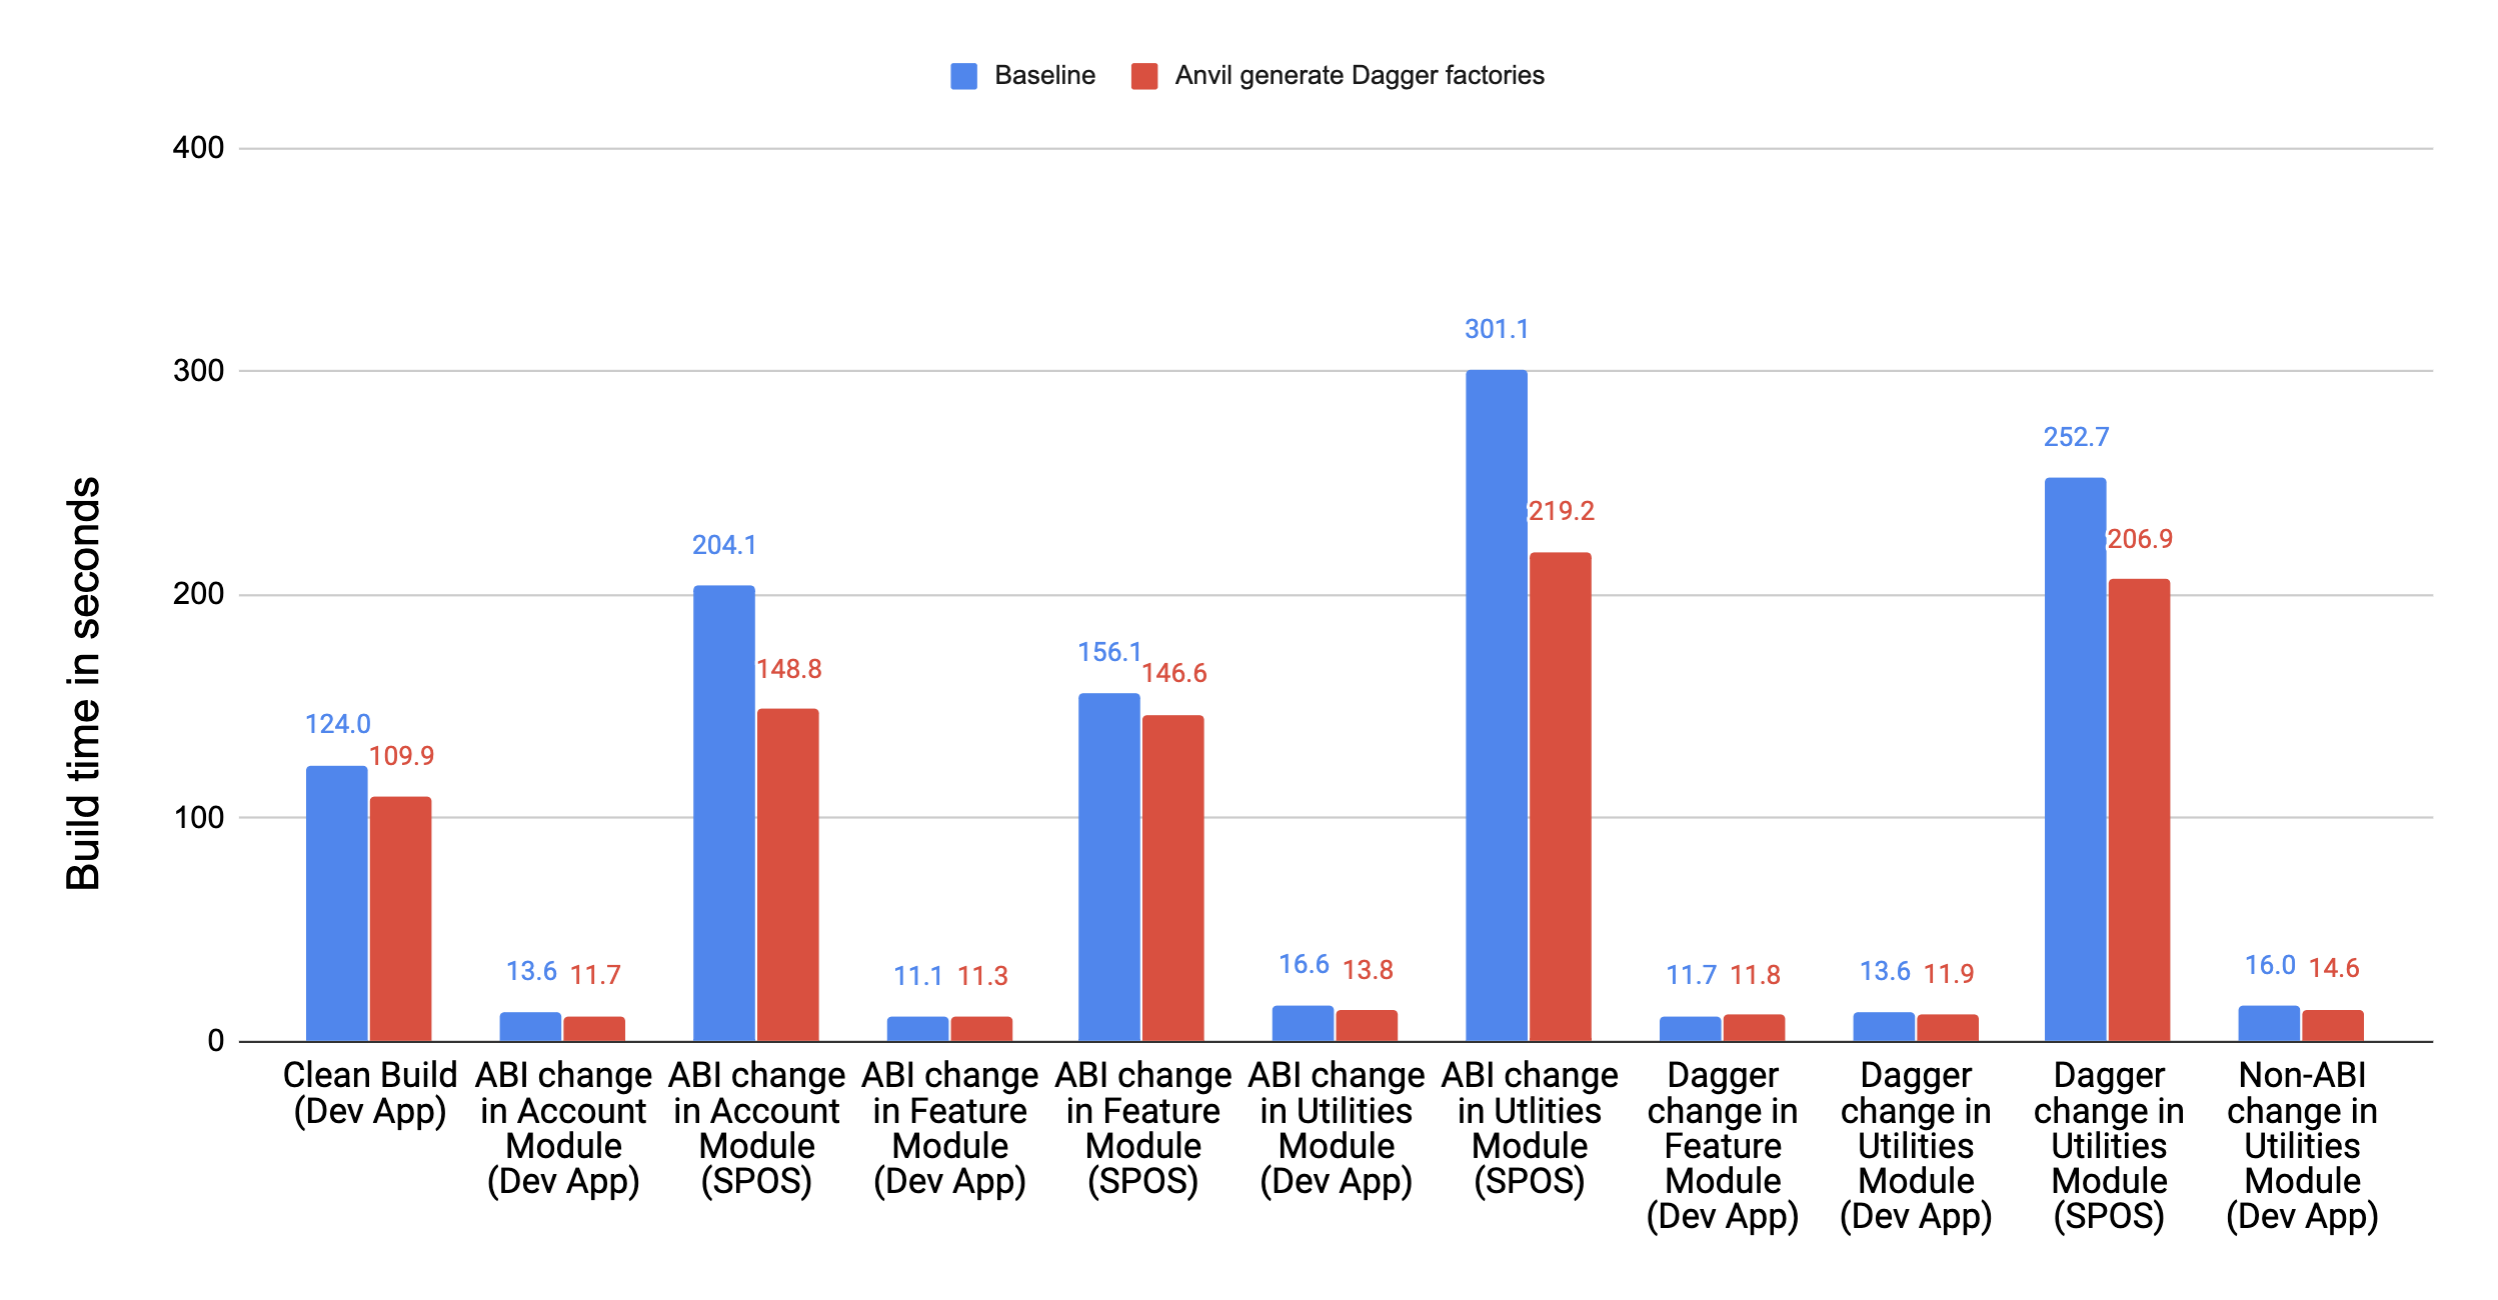 Baseline
Anvil generate Dagger factories
Build time in seconds
400
300
200
100
0
124.0
109.9
13.6
11.7
204.1
148.8
11.1
11.3
156.1
146.6
16.6
13.8
301.1
219.2
11.7
11.8
13.6
11.9
252.7
206.9
16.0
14.6
Clean Build
(Dev App)
ABI change
in Account
Module
(Dev App)
ABI change
in Account
Module
(SPOS)
ABI change
in Feature
Module
(Dev App)
ABI change
in Feature
Module
(SPOS)
ABI change
in Utilities
Module
(Dev App)
ABI change
in Utlities
Module
(SPOS)
Dagger
change in
Feature
Module
(Dev App)
Dagger
change in
Utilities
Module
(Dev App)
Dagger
change in
Utilities
Module
(SPOS)
Non-ABI
change in
Utilities
Module
(Dev App)